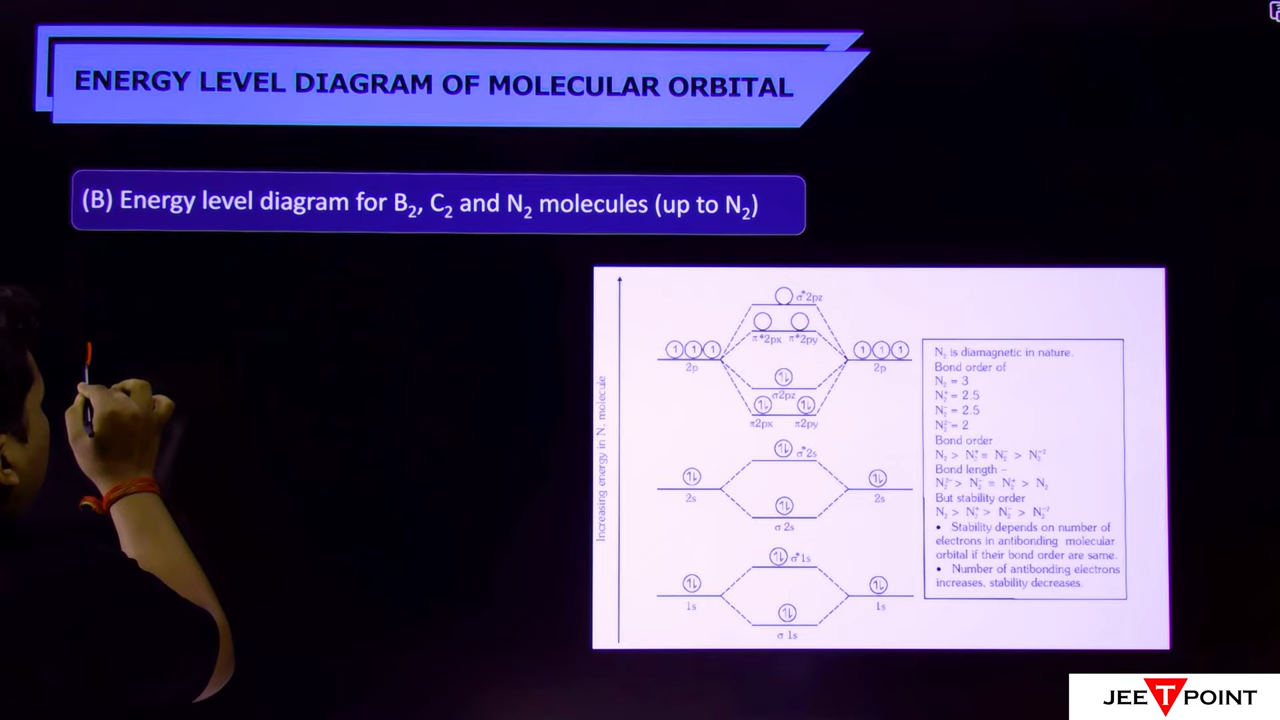 ENERGY LEVEL DIAGRAM OF MOLECULAR ORBITAL
(B) Energy level diagram for B₂, C₂ and N₂ molecules (up to N₂)
Increasing energy in N₂ molecule
σ*2pz
π*2px π*2py
2p 2p
σ2pz
π2px π2py
σ*2s
2s 2s
σ 2s
σ*1s
1s 1s
σ 1s
N₂ is diamagnetic in nature.
Bond order of
N₂ = 3
N₂⁺ = 2.5
N₂⁻ = 2.5
N₂²⁻ = 2
Bond order
N₂ > N₂⁺ = N₂⁻ > N₂⁻²
Bond length –
N₂²⁻ > N₂⁻ = N₂⁺ > N₂
But stability order
N₂ > N₂⁺ > N₂⁻ > N₂⁻²
• Stability depends on number of
electrons in antibonding molecular
orbital if their bond order are same.
• Number of antibonding electrons
increases, stability decreases.
JEE T POINT